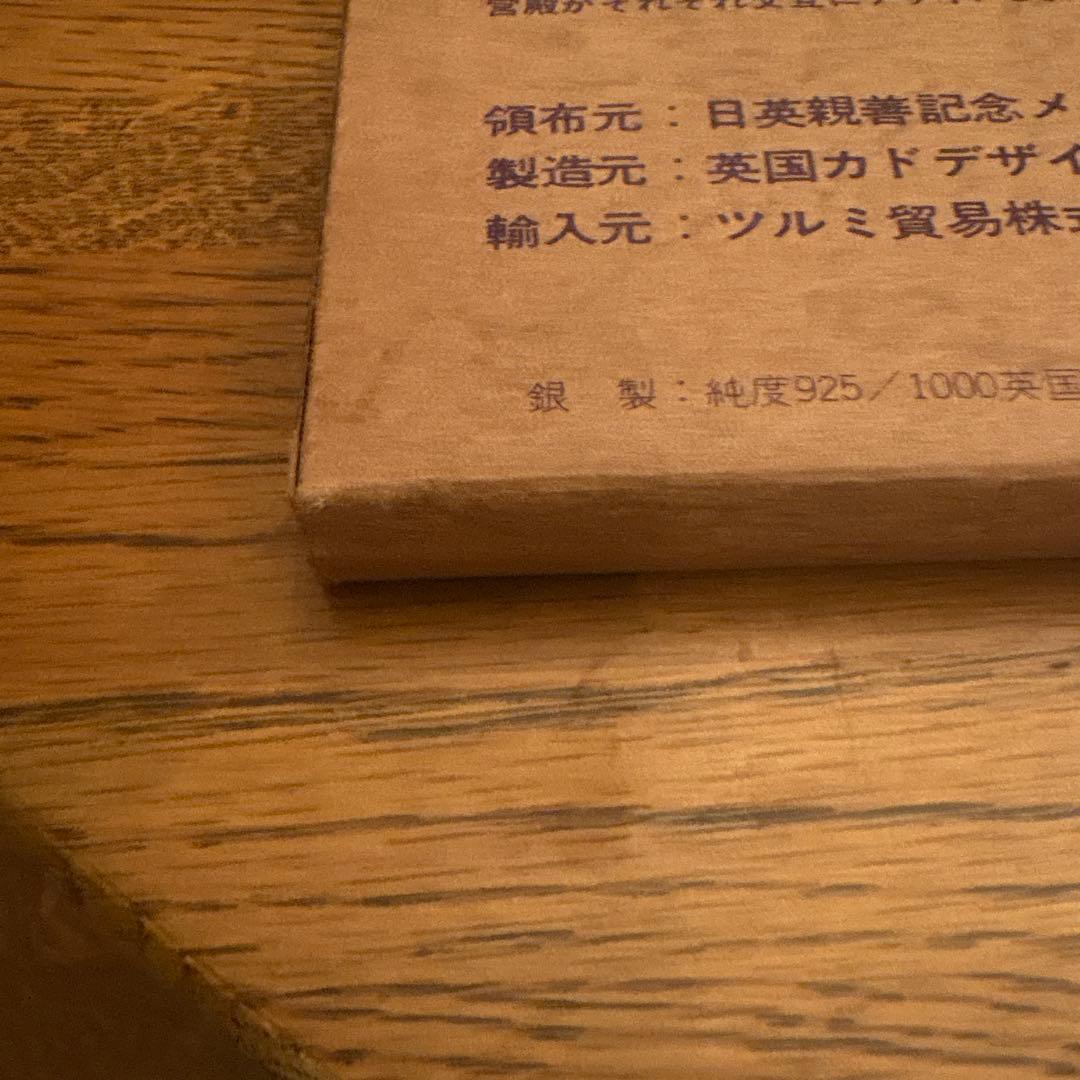 領布元：日英親善記念メ
製造元：英国カドデザイ
輸入元：ツルミ貿易株式
銀　製：純度925／1000英国